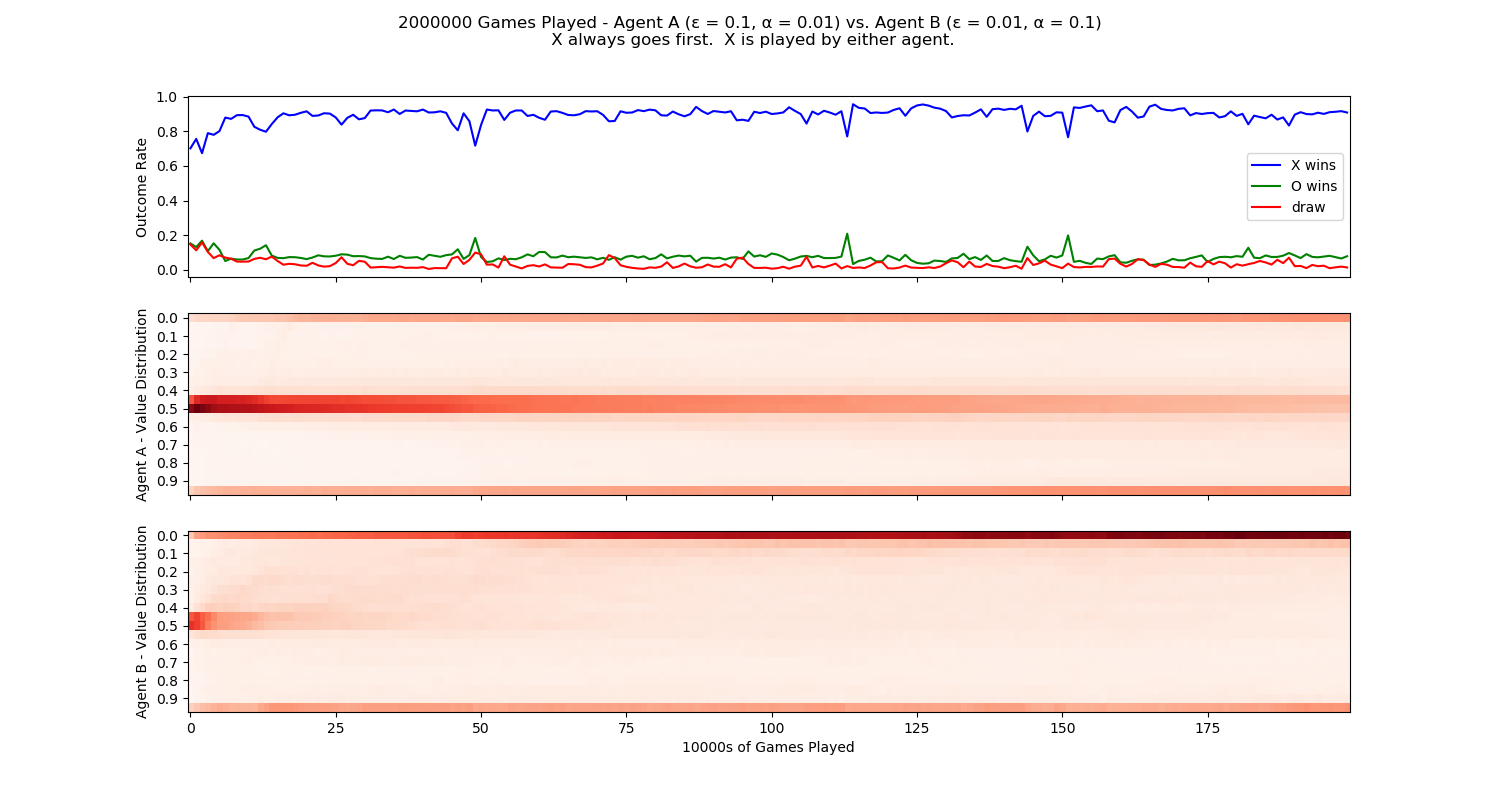 2000000 Games Played - Agent A (ε = 0.1, α = 0.01) vs. Agent B (ε = 0.01, α = 0.1)
X always goes first.  X is played by either agent.
Outcome Rate
1.0
0.8
0.6
0.4
0.2
0.0
X wins
O wins
draw
Agent A - Value Distribution
0.0
0.1
0.2
0.3
0.4
0.5
0.6
0.7
0.8
0.9
Agent B - Value Distribution
0.0
0.1
0.2
0.3
0.4
0.5
0.6
0.7
0.8
0.9
0 25 50 75 100 125 150 175
10000s of Games Played